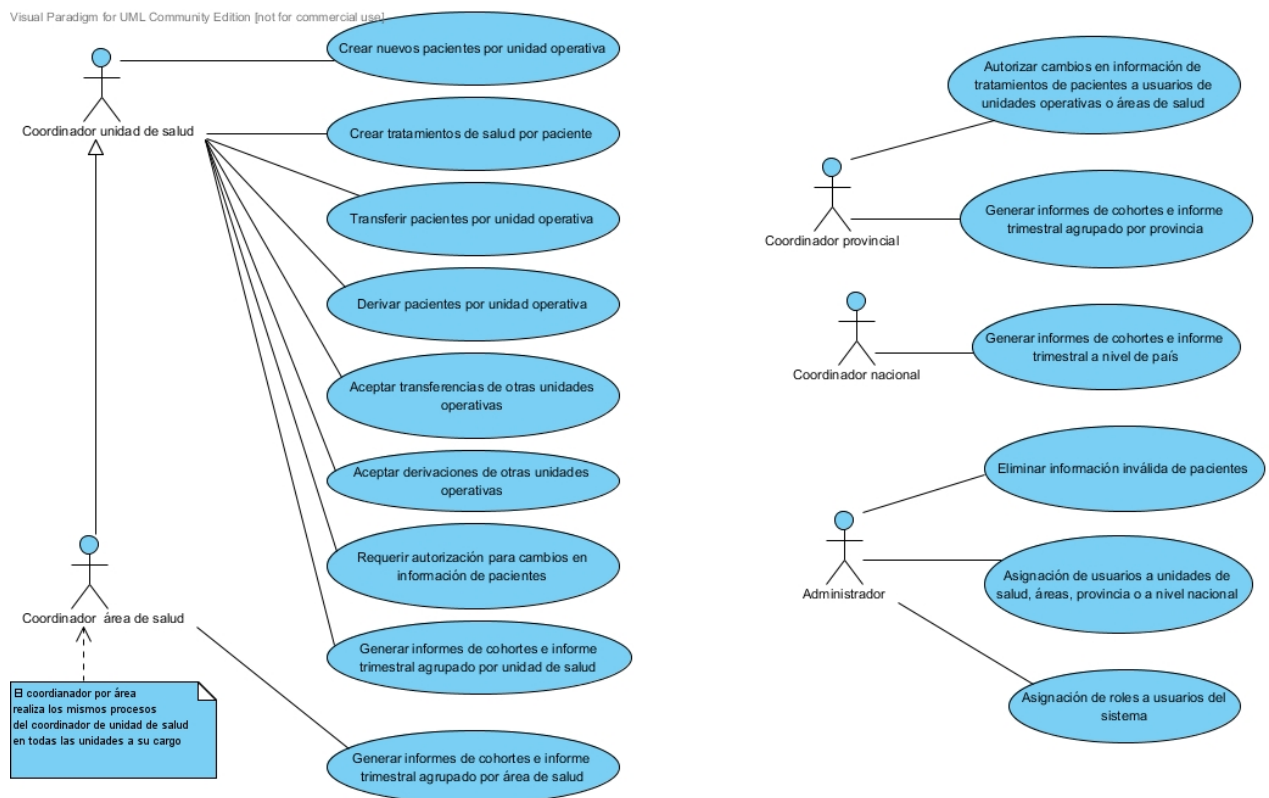 Visual Paradigm for UML Community Edition [not for commercial use]
Crear nuevos pacientes por unidad operativa
Coordinador unidad de salud
Crear tratamientos de salud por paciente
Transferir pacientes por unidad operativa
Derivar pacientes por unidad operativa
Aceptar transferencias de otras unidades
operativas
Aceptar derivaciones de otras unidades
operativas
Requerir autorización para cambios en
información de pacientes
Coordinador área de salud
Generar informes de cohortes e informe
trimestral agrupado por unidad de salud
El coordianador por área
realiza los mismos procesos
del coordinador de unidad de salud
en todas las unidades a su cargo
Generar informes de cohortes e informe
trimestral agrupado por área de salud
Autorizar cambios en información de
tratamientos de pacientes a usuarios de
unidades operativas o áreas de salud
Coordinador provincial
Generar informes de cohortes e informe
trimestral agrupado por provincia
Coordinador nacional
Generar informes de cohortes e informe
trimestral a nivel de país
Eliminar información inválida de pacientes
Administrador
Asignación de usuarios a unidades de
salud, áreas, provincia o a nivel nacional
Asignación de roles a usuarios del
sistema